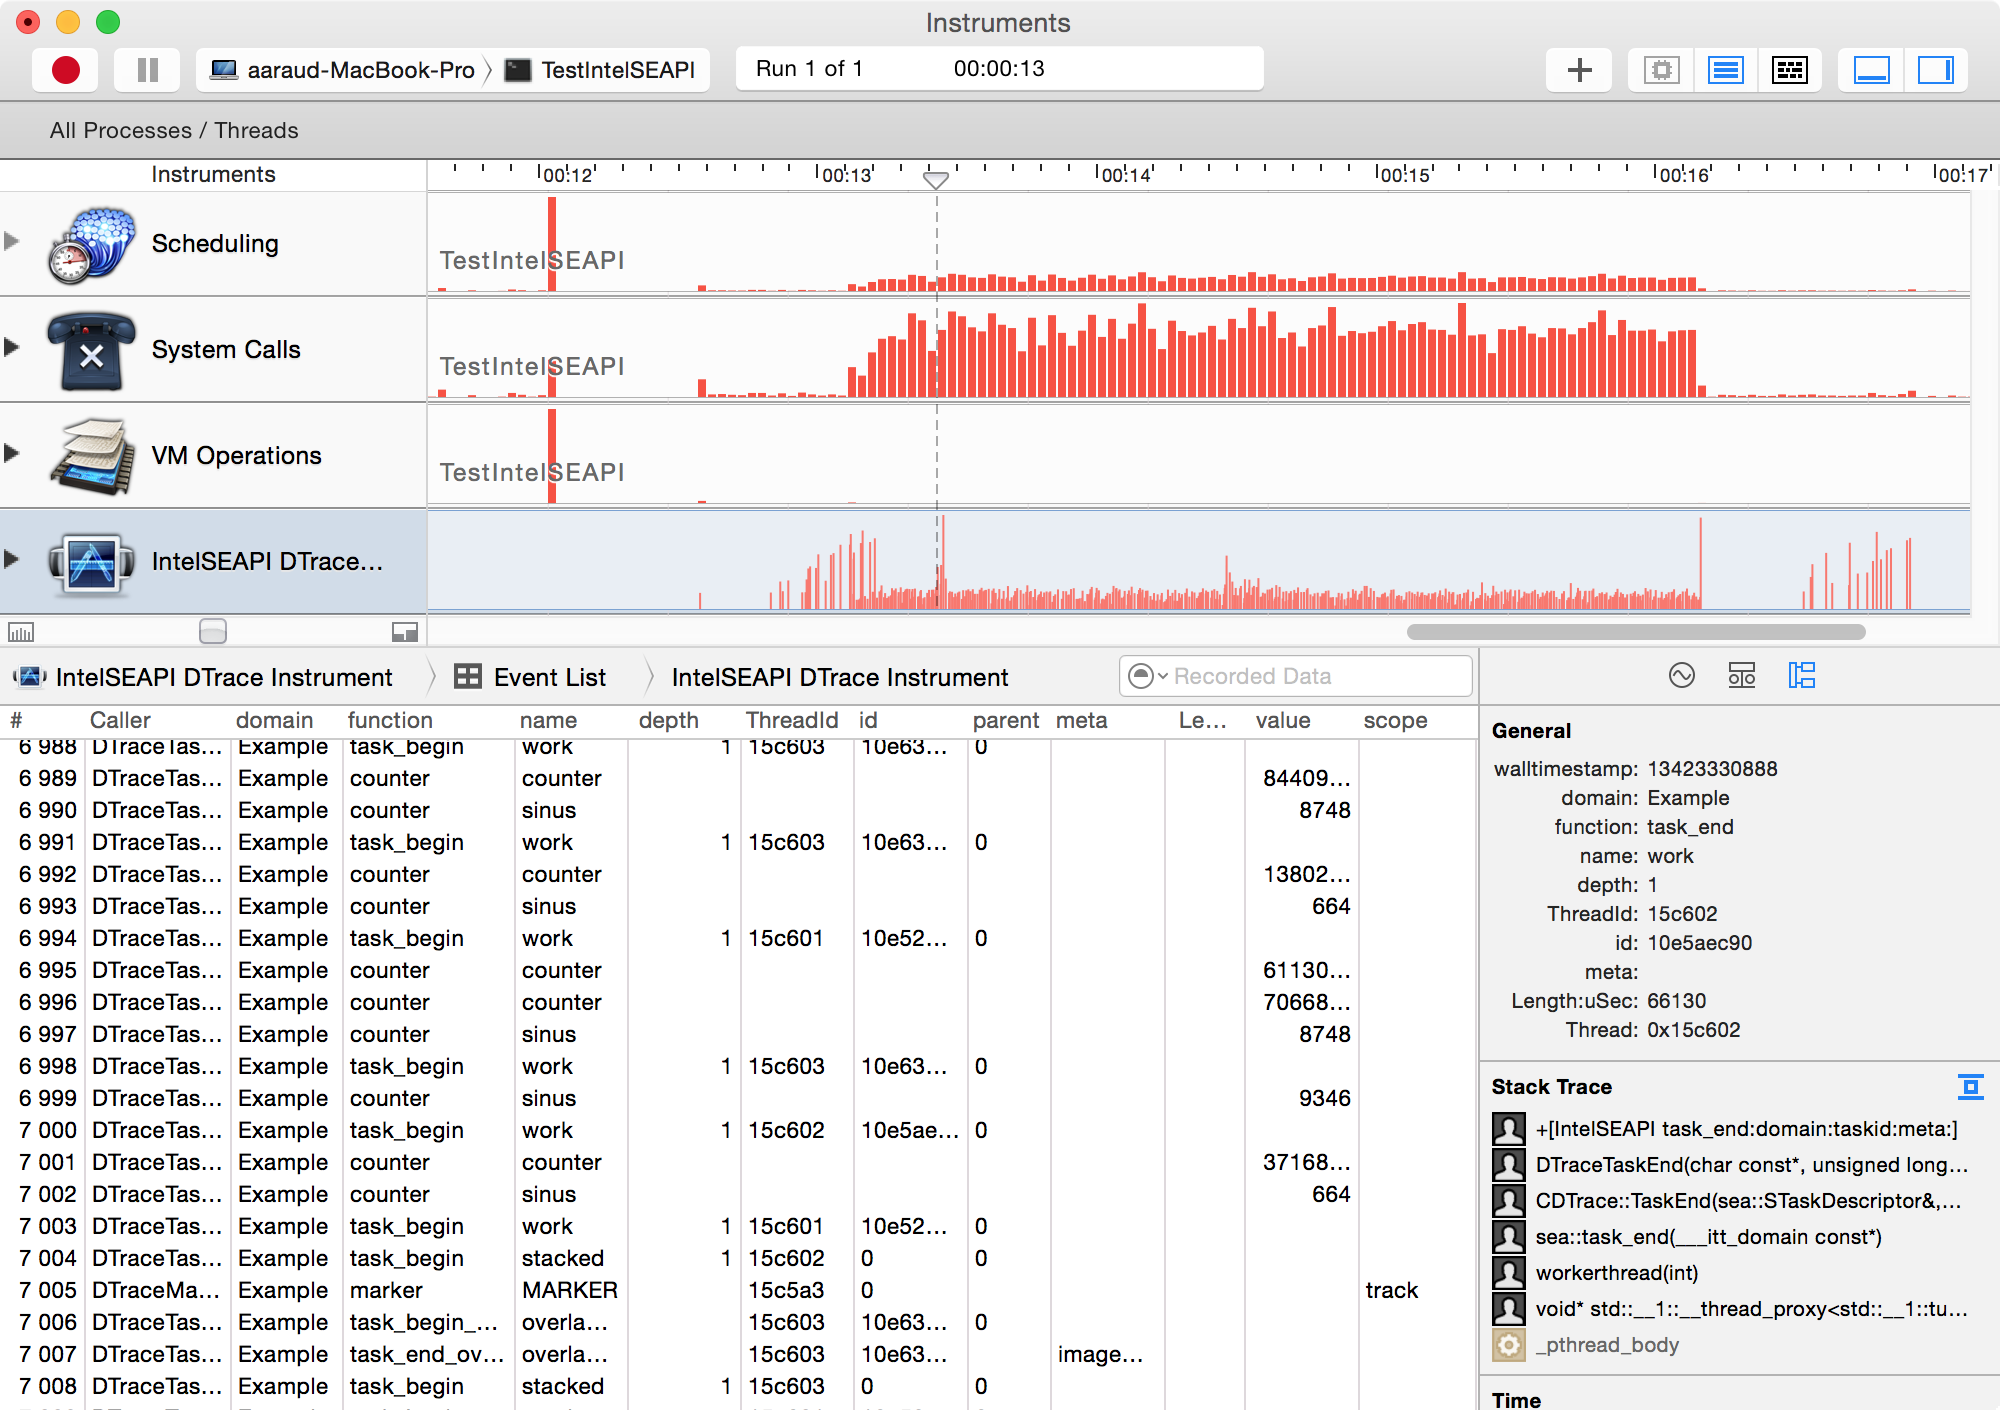 Instruments
aaraud-MacBook-Pro TestIntelSEAPI Run 1 of 1 00:00:13
All Processes / Threads
Instruments 00:12 00:13 00:14 00:15 00:16 00:17
Scheduling TestIntelSEAPI
System Calls TestIntelSEAPI
VM Operations TestIntelSEAPI
IntelSEAPI DTrace...
IntelSEAPI DTrace Instrument Event List IntelSEAPI DTrace Instrument Recorded Data
# Caller domain function name depth ThreadId id parent meta Le... value scope
6 988 DTraceTas... Example task_begin work 1 15c603 10e63... 0
6 989 DTraceTas... Example counter counter 84409...
6 990 DTraceTas... Example counter sinus 8748
6 991 DTraceTas... Example task_begin work 1 15c603 10e63... 0
6 992 DTraceTas... Example counter counter 13802...
6 993 DTraceTas... Example counter sinus 664
6 994 DTraceTas... Example task_begin work 1 15c601 10e52... 0
6 995 DTraceTas... Example counter counter 61130...
6 996 DTraceTas... Example counter counter 70668...
6 997 DTraceTas... Example counter sinus 8748
6 998 DTraceTas... Example task_begin work 1 15c603 10e63... 0
6 999 DTraceTas... Example counter sinus 9346
7 000 DTraceTas... Example task_begin work 1 15c602 10e5ae... 0
7 001 DTraceTas... Example counter counter 37168...
7 002 DTraceTas... Example counter sinus 664
7 003 DTraceTas... Example task_begin work 1 15c601 10e52... 0
7 004 DTraceTas... Example task_begin stacked 1 15c602 0 0
7 005 DTraceMa... Example marker MARKER 15c5a3 0 track
7 006 DTraceTas... Example task_begin_... overla... 15c603 10e63... 0
7 007 DTraceTas... Example task_end_ov... overla... 15c603 10e63... image...
7 008 DTraceTas... Example task_begin stacked 1 15c603 0 0
General
walltimestamp: 13423330888
domain: Example
function: task_end
name: work
depth: 1
ThreadId: 15c602
id: 10e5aec90
meta:
Length:uSec: 66130
Thread: 0x15c602
Stack Trace
+[IntelSEAPI task_end:domain:taskid:meta:]
DTraceTaskEnd(char const*, unsigned long...
CDTrace::TaskEnd(sea::STaskDescriptor&,...
sea::task_end(___itt_domain const*)
workerthread(int)
void* std::__1::__thread_proxy<std::__1::tu...
_pthread_body
Time